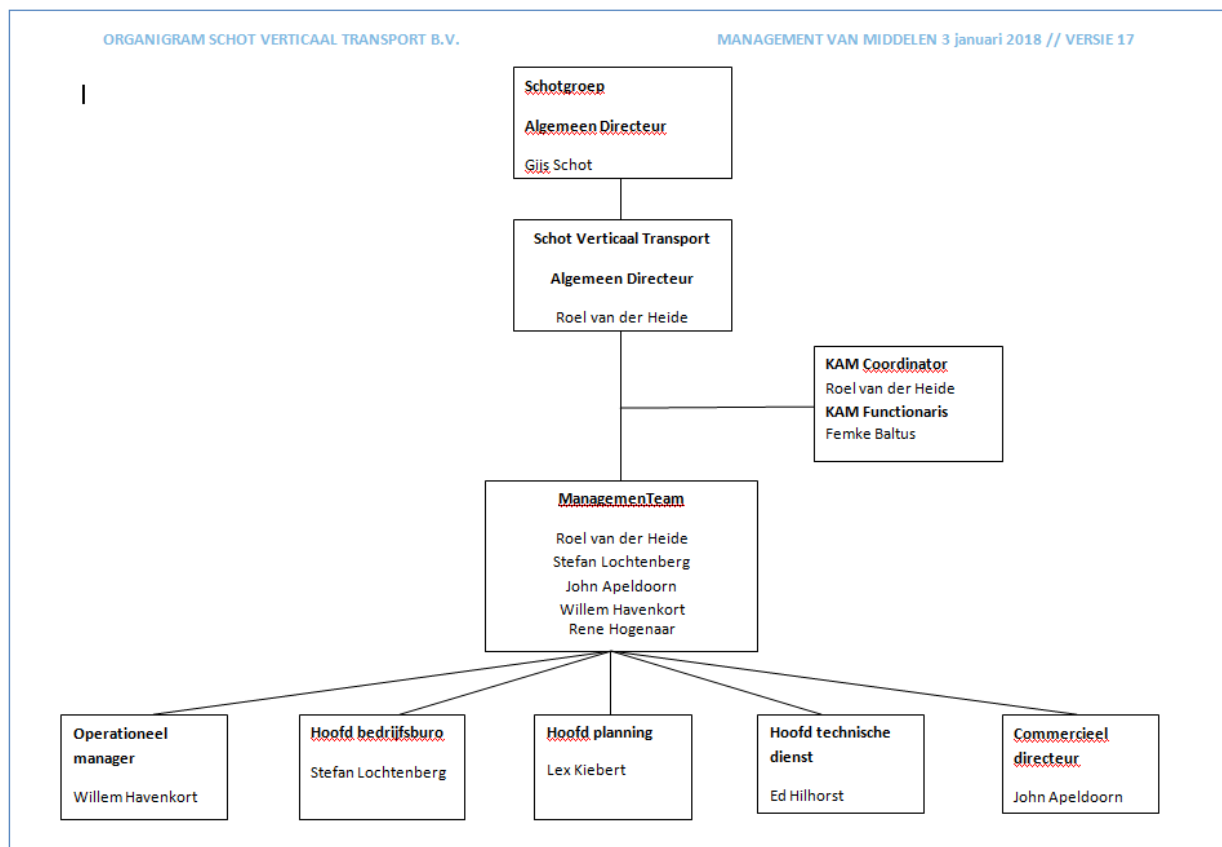 ORGANIGRAM SCHOT VERTICAAL TRANSPORT B.V.
MANAGEMENT VAN MIDDELEN 3 januari 2018 // VERSIE 17
Schotgroep
Algemeen Directeur
Gijs Schot
Schot Verticaal Transport
Algemeen Directeur
Roel van der Heide
KAM Coordinator
Roel van der Heide
KAM Functionaris
Femke Baltus
ManagemenTeam
Roel van der Heide
Stefan Lochtenberg
John Apeldoorn
Willem Havenkort
Rene Hogenaar
Operationeel
manager
Willem Havenkort
Hoofd bedrijfsburo
Stefan Lochtenberg
Hoofd planning
Lex Kiebert
Hoofd technische
dienst
Ed Hilhorst
Commercieel
directeur
John Apeldoorn